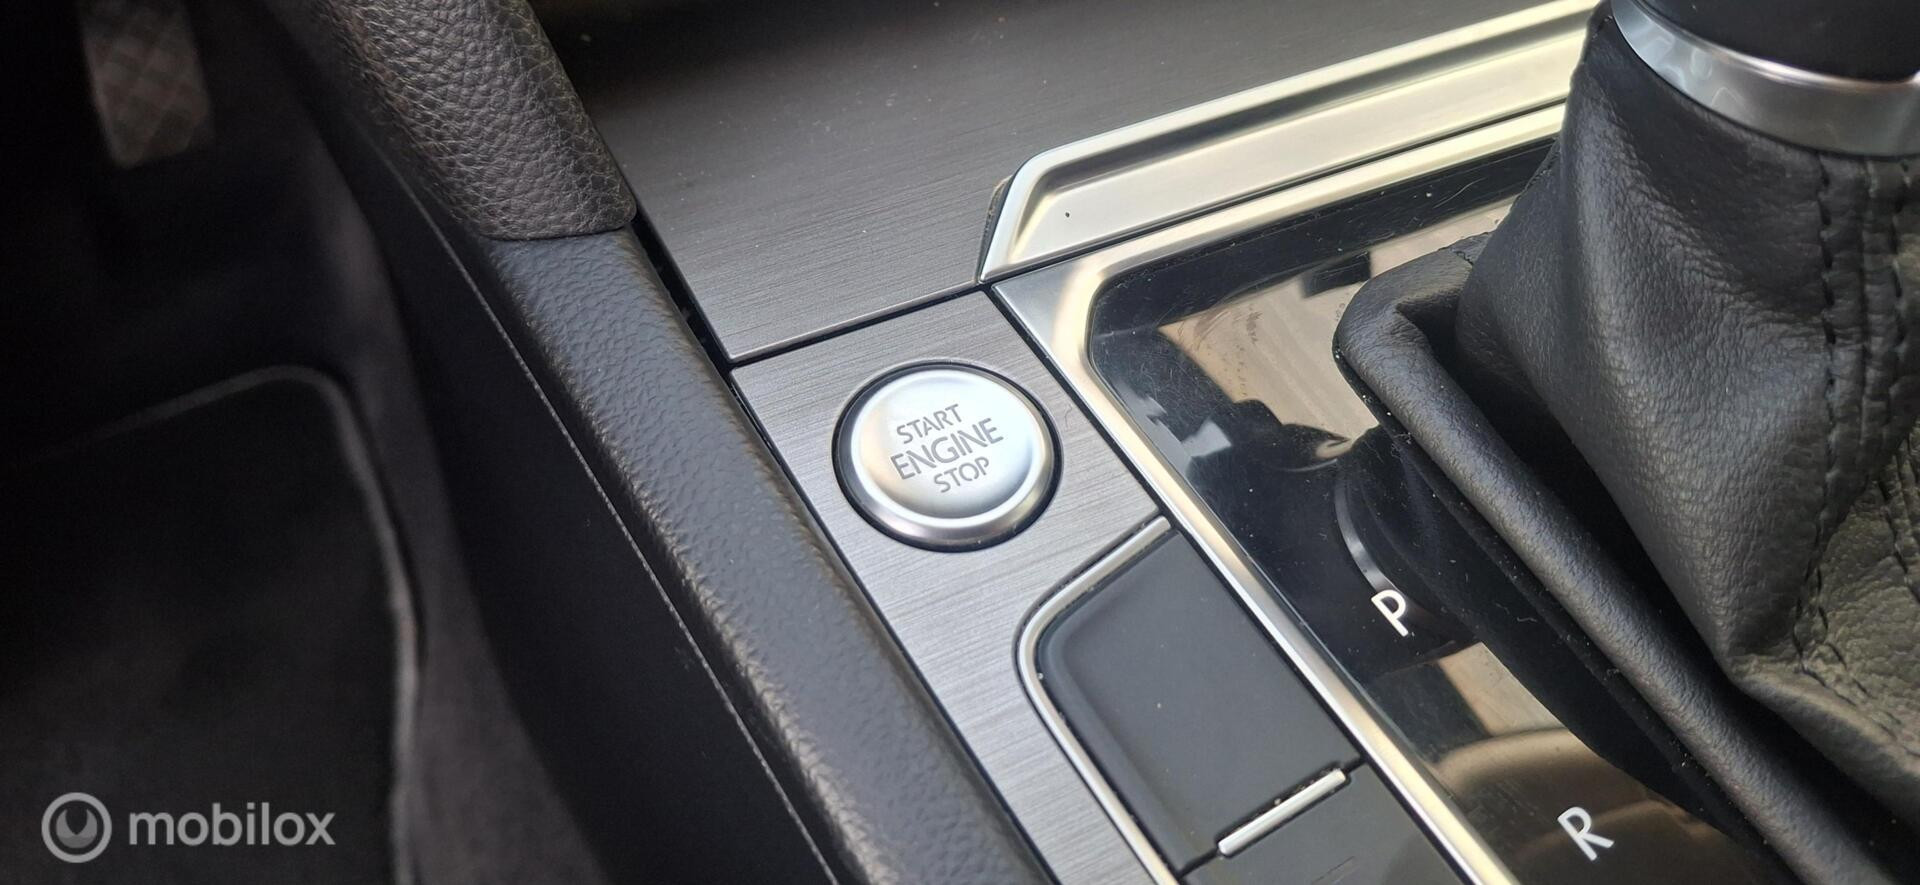 START
ENGINE
STOP
P
R
mobilox